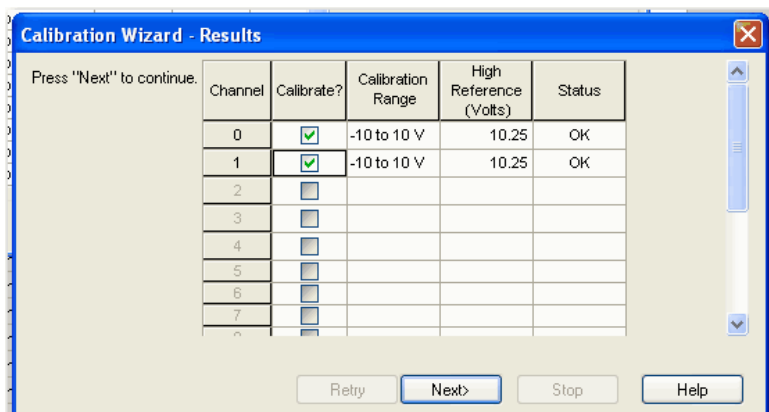 Calibration Wizard - Results
Press "Next" to continue.
Channel Calibrate? Calibration Range High Reference (Volts) Status
0 -10 to 10 V 10.25 OK
1 -10 to 10 V 10.25 OK
2
3
4
5
6
7
Retry Next> Stop Help